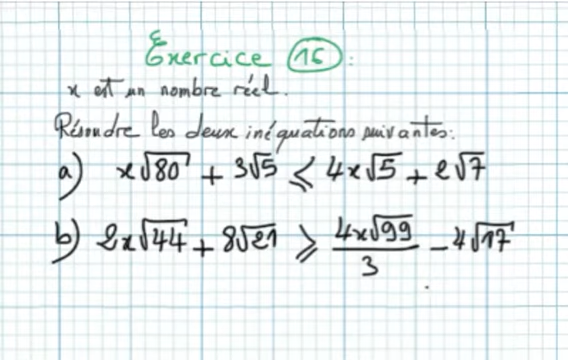 Exercice 16 :
x est un nombre réel.
Résoudre les deux inéquations suivantes:
a) x√80 + 3√5 ⩽ 4x√5 + 2√7
b) 2x√44 + 8√21 ⩾ 4x√99/3 - 4√17